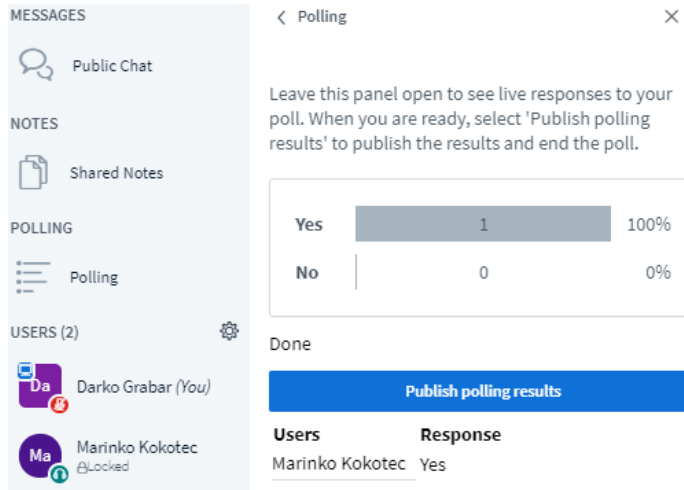 MESSAGES
Public Chat
NOTES
Shared Notes
POLLING
Polling
USERS (2)
Da
Darko Grabar (You)
Ma
Marinko Kokotec
Locked
Polling
Leave this panel open to see live responses to your
poll. When you are ready, select 'Publish polling
results' to publish the results and end the poll.
Yes 1 100%
No 0 0%
Done
Publish polling results
Users Response
Marinko Kokotec Yes